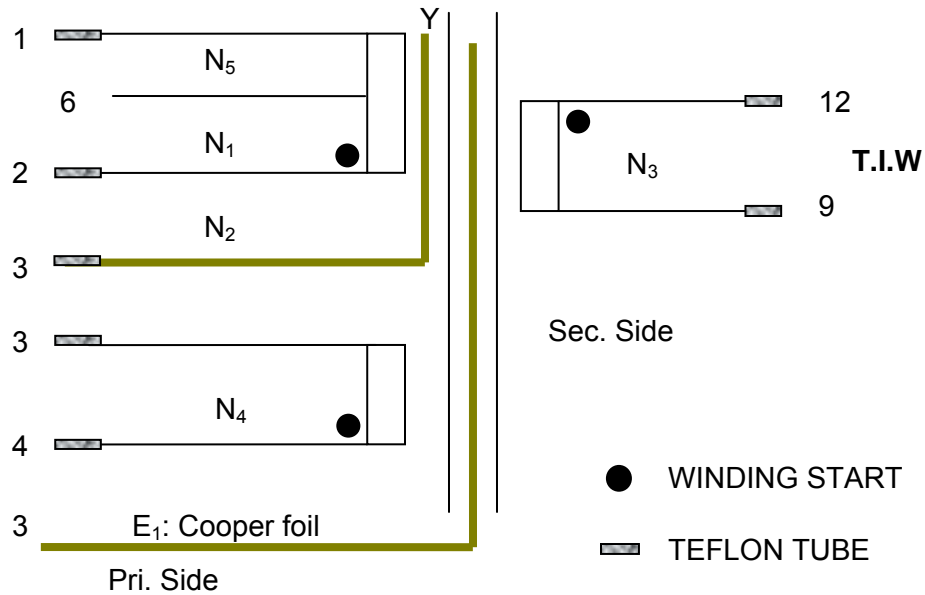 Y
1
N₅
6
12
N₁
N₃
T.I.W
2
9
N₂
3
3
Sec. Side
N₄
4
WINDING START
3
E₁: Cooper foil
TEFLON TUBE
Pri. Side